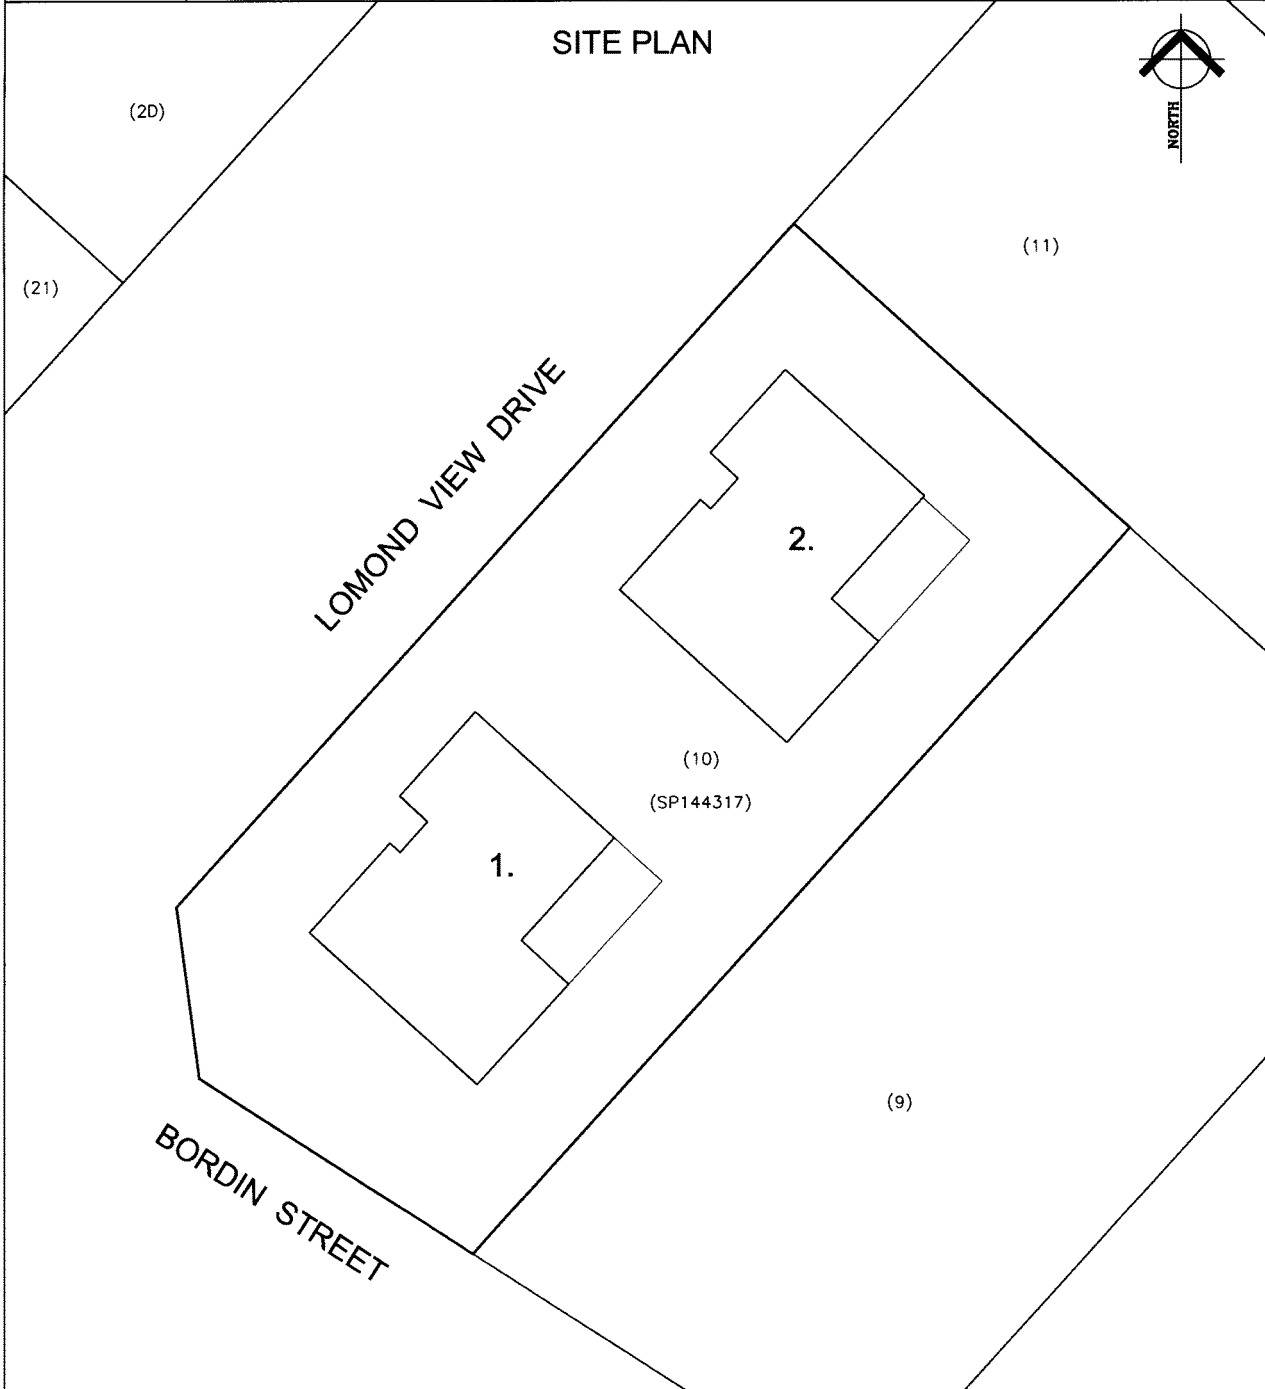 SITE PLAN
NORTH
(2D)
(11)
(21)
LOMOND VIEW DRIVE
2.
(10)
(SP144317)
1.
(9)
BORDIN STREET